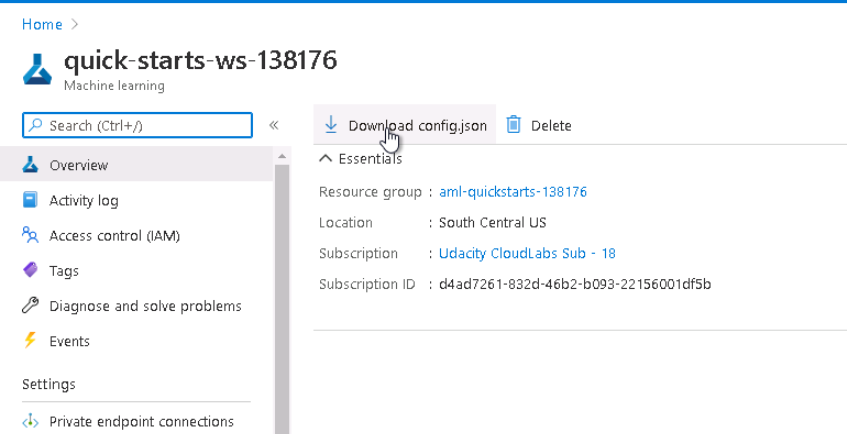 Home >
quick-starts-ws-138176
Machine learning
Search (Ctrl+/)
«
Download config.json
Delete
Overview
Activity log
Access control (IAM)
Tags
Diagnose and solve problems
Events
Settings
Private endpoint connections
Essentials
Resource group : aml-quickstarts-138176
Location : South Central US
Subscription : Udacity CloudLabs Sub - 18
Subscription ID : d4ad7261-832d-46b2-b093-22156001df5b